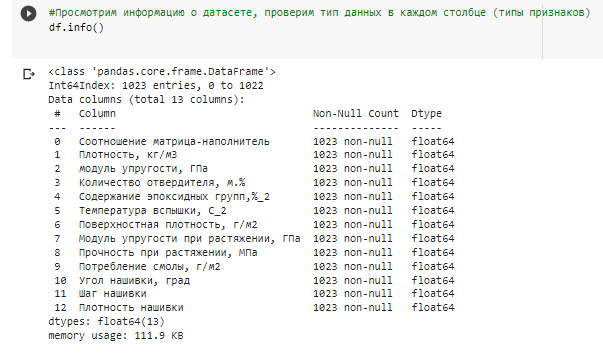 #Просмотрим информацию о датасете, проверим тип данных в каждом столбце (типы признаков)
df.info()
<class 'pandas.core.frame.DataFrame'>
Int64Index: 1023 entries, 0 to 1022
Data columns (total 13 columns):
 #   Column                                Non-Null Count  Dtype
---  ------                                --------------  -----
 0   Соотношение матрица-наполнитель       1023 non-null   float64
 1   Плотность, кг/м3                      1023 non-null   float64
 2   модуль упругости, ГПа                 1023 non-null   float64
 3   Количество отвердителя, м.%           1023 non-null   float64
 4   Содержание эпоксидных групп,%_2       1023 non-null   float64
 5   Температура вспышки, С_2              1023 non-null   float64
 6   Поверхностная плотность, г/м2         1023 non-null   float64
 7   Модуль упругости при растяжении, ГПа  1023 non-null   float64
 8   Прочность при растяжении, МПа         1023 non-null   float64
 9   Потребление смолы, г/м2               1023 non-null   float64
 10  Угол нашивки, град                    1023 non-null   float64
 11  Шаг нашивки                           1023 non-null   float64
 12  Плотность нашивки                     1023 non-null   float64
dtypes: float64(13)
memory usage: 111.9 KB